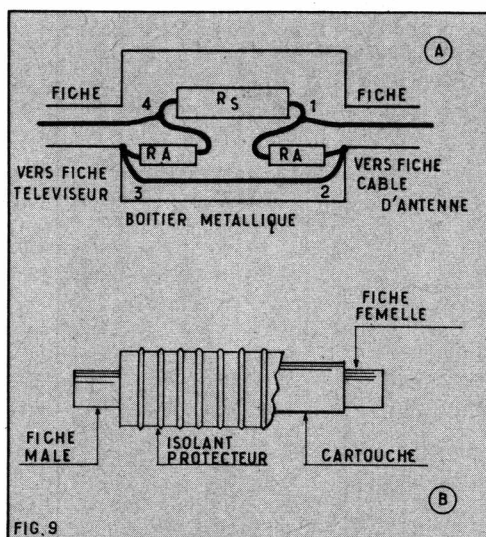 A
FICHE
FICHE
RS
4
1
RA
RA
VERS FICHE
TELEVISEUR
VERS FICHE
CABLE
D'ANTENNE
3
2
BOITIER METALLIQUE
FICHE
FEMELLE
FICHE
MALE
ISOLANT
PROTECTEUR
CARTOUCHE
B
FIG.9